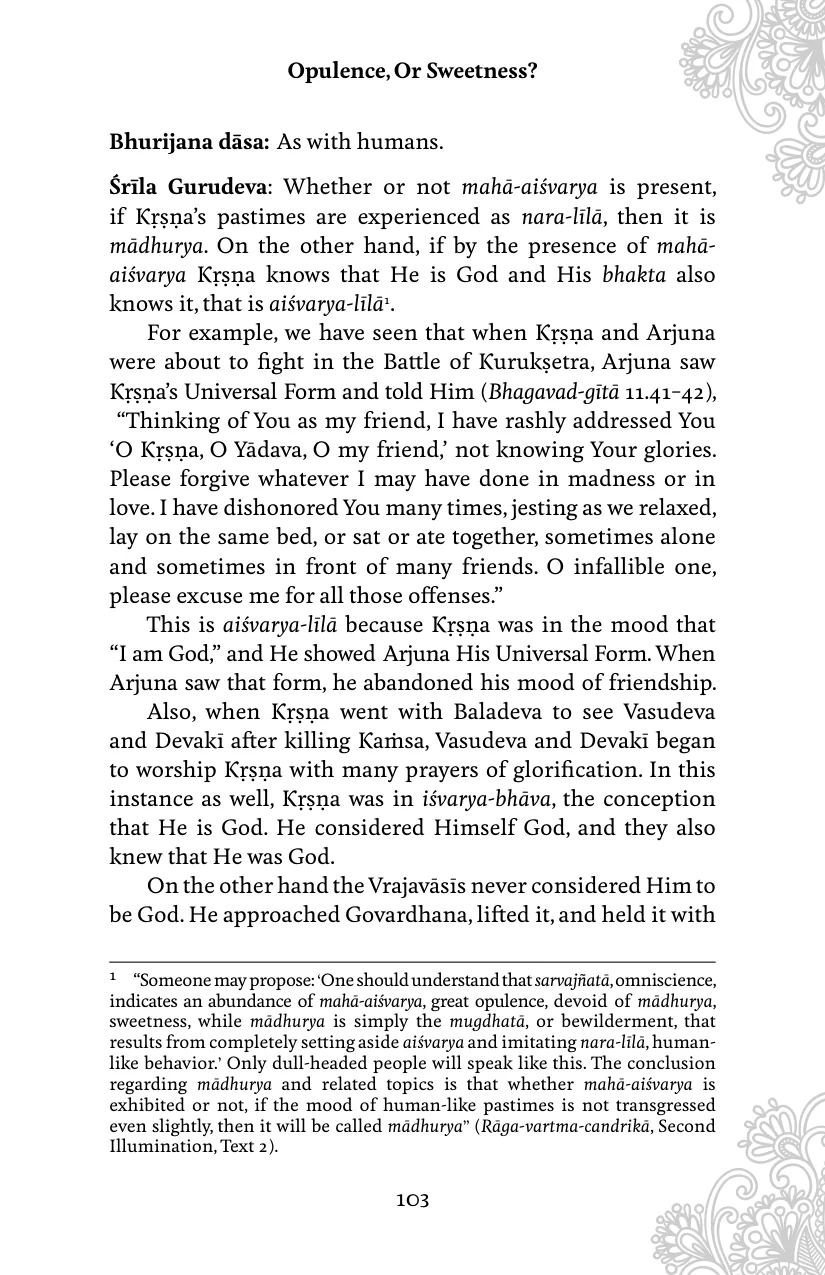 Opulence, Or Sweetness?
Bhurijana dāsa: As with humans.
Śrīla Gurudeva: Whether or not mahā-aiśvarya is present,
if Kṛṣṇa’s pastimes are experienced as nara-līlā, then it is
mādhurya. On the other hand, if by the presence of mahā-
aiśvarya Kṛṣṇa knows that He is God and His bhakta also
knows it, that is aiśvarya-līlā¹.
For example, we have seen that when Kṛṣṇa and Arjuna
were about to fight in the Battle of Kurukṣetra, Arjuna saw
Kṛṣṇa’s Universal Form and told Him (Bhagavad-gītā 11.41–42),
“Thinking of You as my friend, I have rashly addressed You
‘O Kṛṣṇa, O Yādava, O my friend,’ not knowing Your glories.
Please forgive whatever I may have done in madness or in
love. I have dishonored You many times, jesting as we relaxed,
lay on the same bed, or sat or ate together, sometimes alone
and sometimes in front of many friends. O infallible one,
please excuse me for all those offenses.”
This is aiśvarya-līlā because Kṛṣṇa was in the mood that
“I am God,” and He showed Arjuna His Universal Form. When
Arjuna saw that form, he abandoned his mood of friendship.
Also, when Kṛṣṇa went with Baladeva to see Vasudeva
and Devakī after killing Kaṁsa, Vasudeva and Devakī began
to worship Kṛṣṇa with many prayers of glorification. In this
instance as well, Kṛṣṇa was in iśvarya-bhāva, the conception
that He is God. He considered Himself God, and they also
knew that He was God.
On the other hand the Vrajavāsīs never considered Him to
be God. He approached Govardhana, lifted it, and held it with
¹ “Someone may propose: ‘One should understand that sarvajñatā, omniscience,
indicates an abundance of mahā-aiśvarya, great opulence, devoid of mādhurya,
sweetness, while mādhurya is simply the mugdhatā, or bewilderment, that
results from completely setting aside aiśvarya and imitating nara-līlā, human-
like behavior.’ Only dull-headed people will speak like this. The conclusion
regarding mādhurya and related topics is that whether mahā-aiśvarya is
exhibited or not, if the mood of human-like pastimes is not transgressed
even slightly, then it will be called mādhurya” (Rāga-vartma-candrikā, Second
Illumination, Text 2).
103